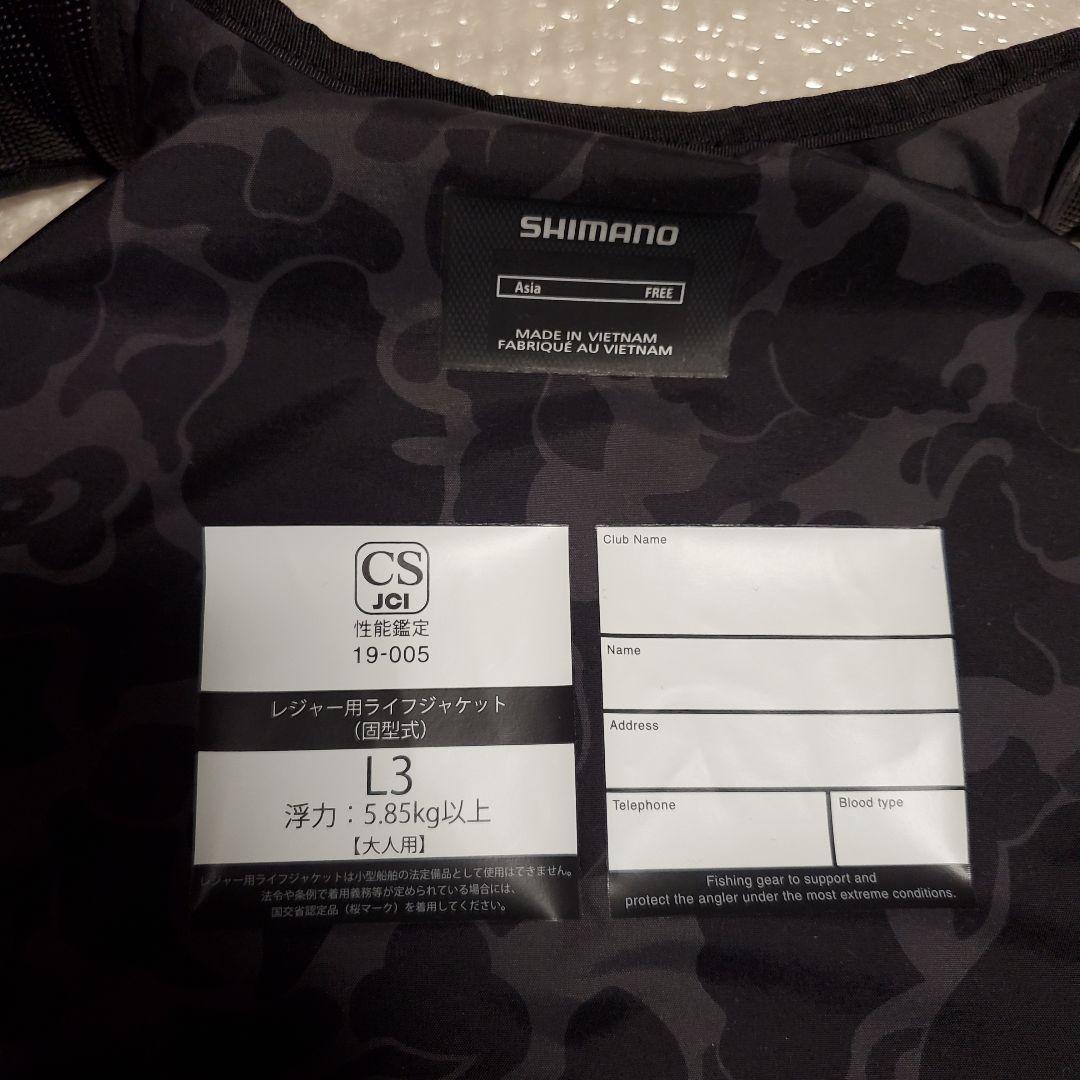 SHIMANO
Asia FREE
MADE IN VIETNAM
FABRIQUÉ AU VIETNAM
CS
JCI
性能鑑定
19-005
レジャー用ライフジャケット
（固型式）
L3
浮力：5.85kg以上
【大人用】
レジャー用ライフジャケットは小型船舶の法定備品として使用はできません。
法令や条例で着用義務等が定められている場合には、
国交省認定品（桜マーク）を着用してください。
Club Name
Name
Address
Telephone
Blood type
Fishing gear to support and
protect the angler under the most extreme conditions.